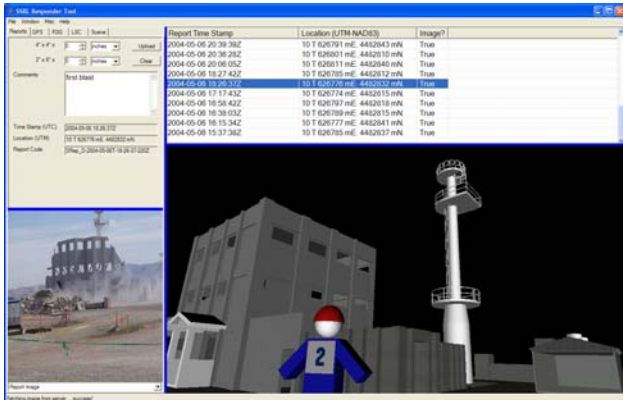 SSRL Responder Tool
File Window Misc Help
Reports GPS FOG LSC Scene
4" x 4" x 5 inches Upload
2" x 6" x 5 inches Clear
Comments first blast
Time Stamp (UTC) 2004-05-06 18:26:37Z
Location (UTM) 10 T 626776 mE, 4482832 mN
Report Code
Report Time Stamp Location (UTM-NAD83) Image?
2004-05-06 20:39:39Z 10 T 626791 mE, 4482843 mN True
2004-05-06 20:36:28Z 10 T 626801 mE, 4482810 mN True
2004-05-06 20:06:05Z 10 T 626811 mE, 4482840 mN True
2004-05-06 18:27:42Z 10 T 626785 mE, 4482812 mN True
2004-05-06 18:26:37Z 10 T 626776 mE, 4482832 mN True
2004-05-06 17:17:43Z 10 T 626774 mE, 4482815 mN True
2004-05-06 16:58:42Z 10 T 626797 mE, 4482818 mN True
2004-05-06 16:38:03Z 10 T 626789 mE, 4482815 mN True
2004-05-06 16:15:34Z 10 T 626777 mE, 4482841 mN True
2004-05-06 15:37:38Z 10 T 626785 mE, 4482837 mN True
2
Report Image